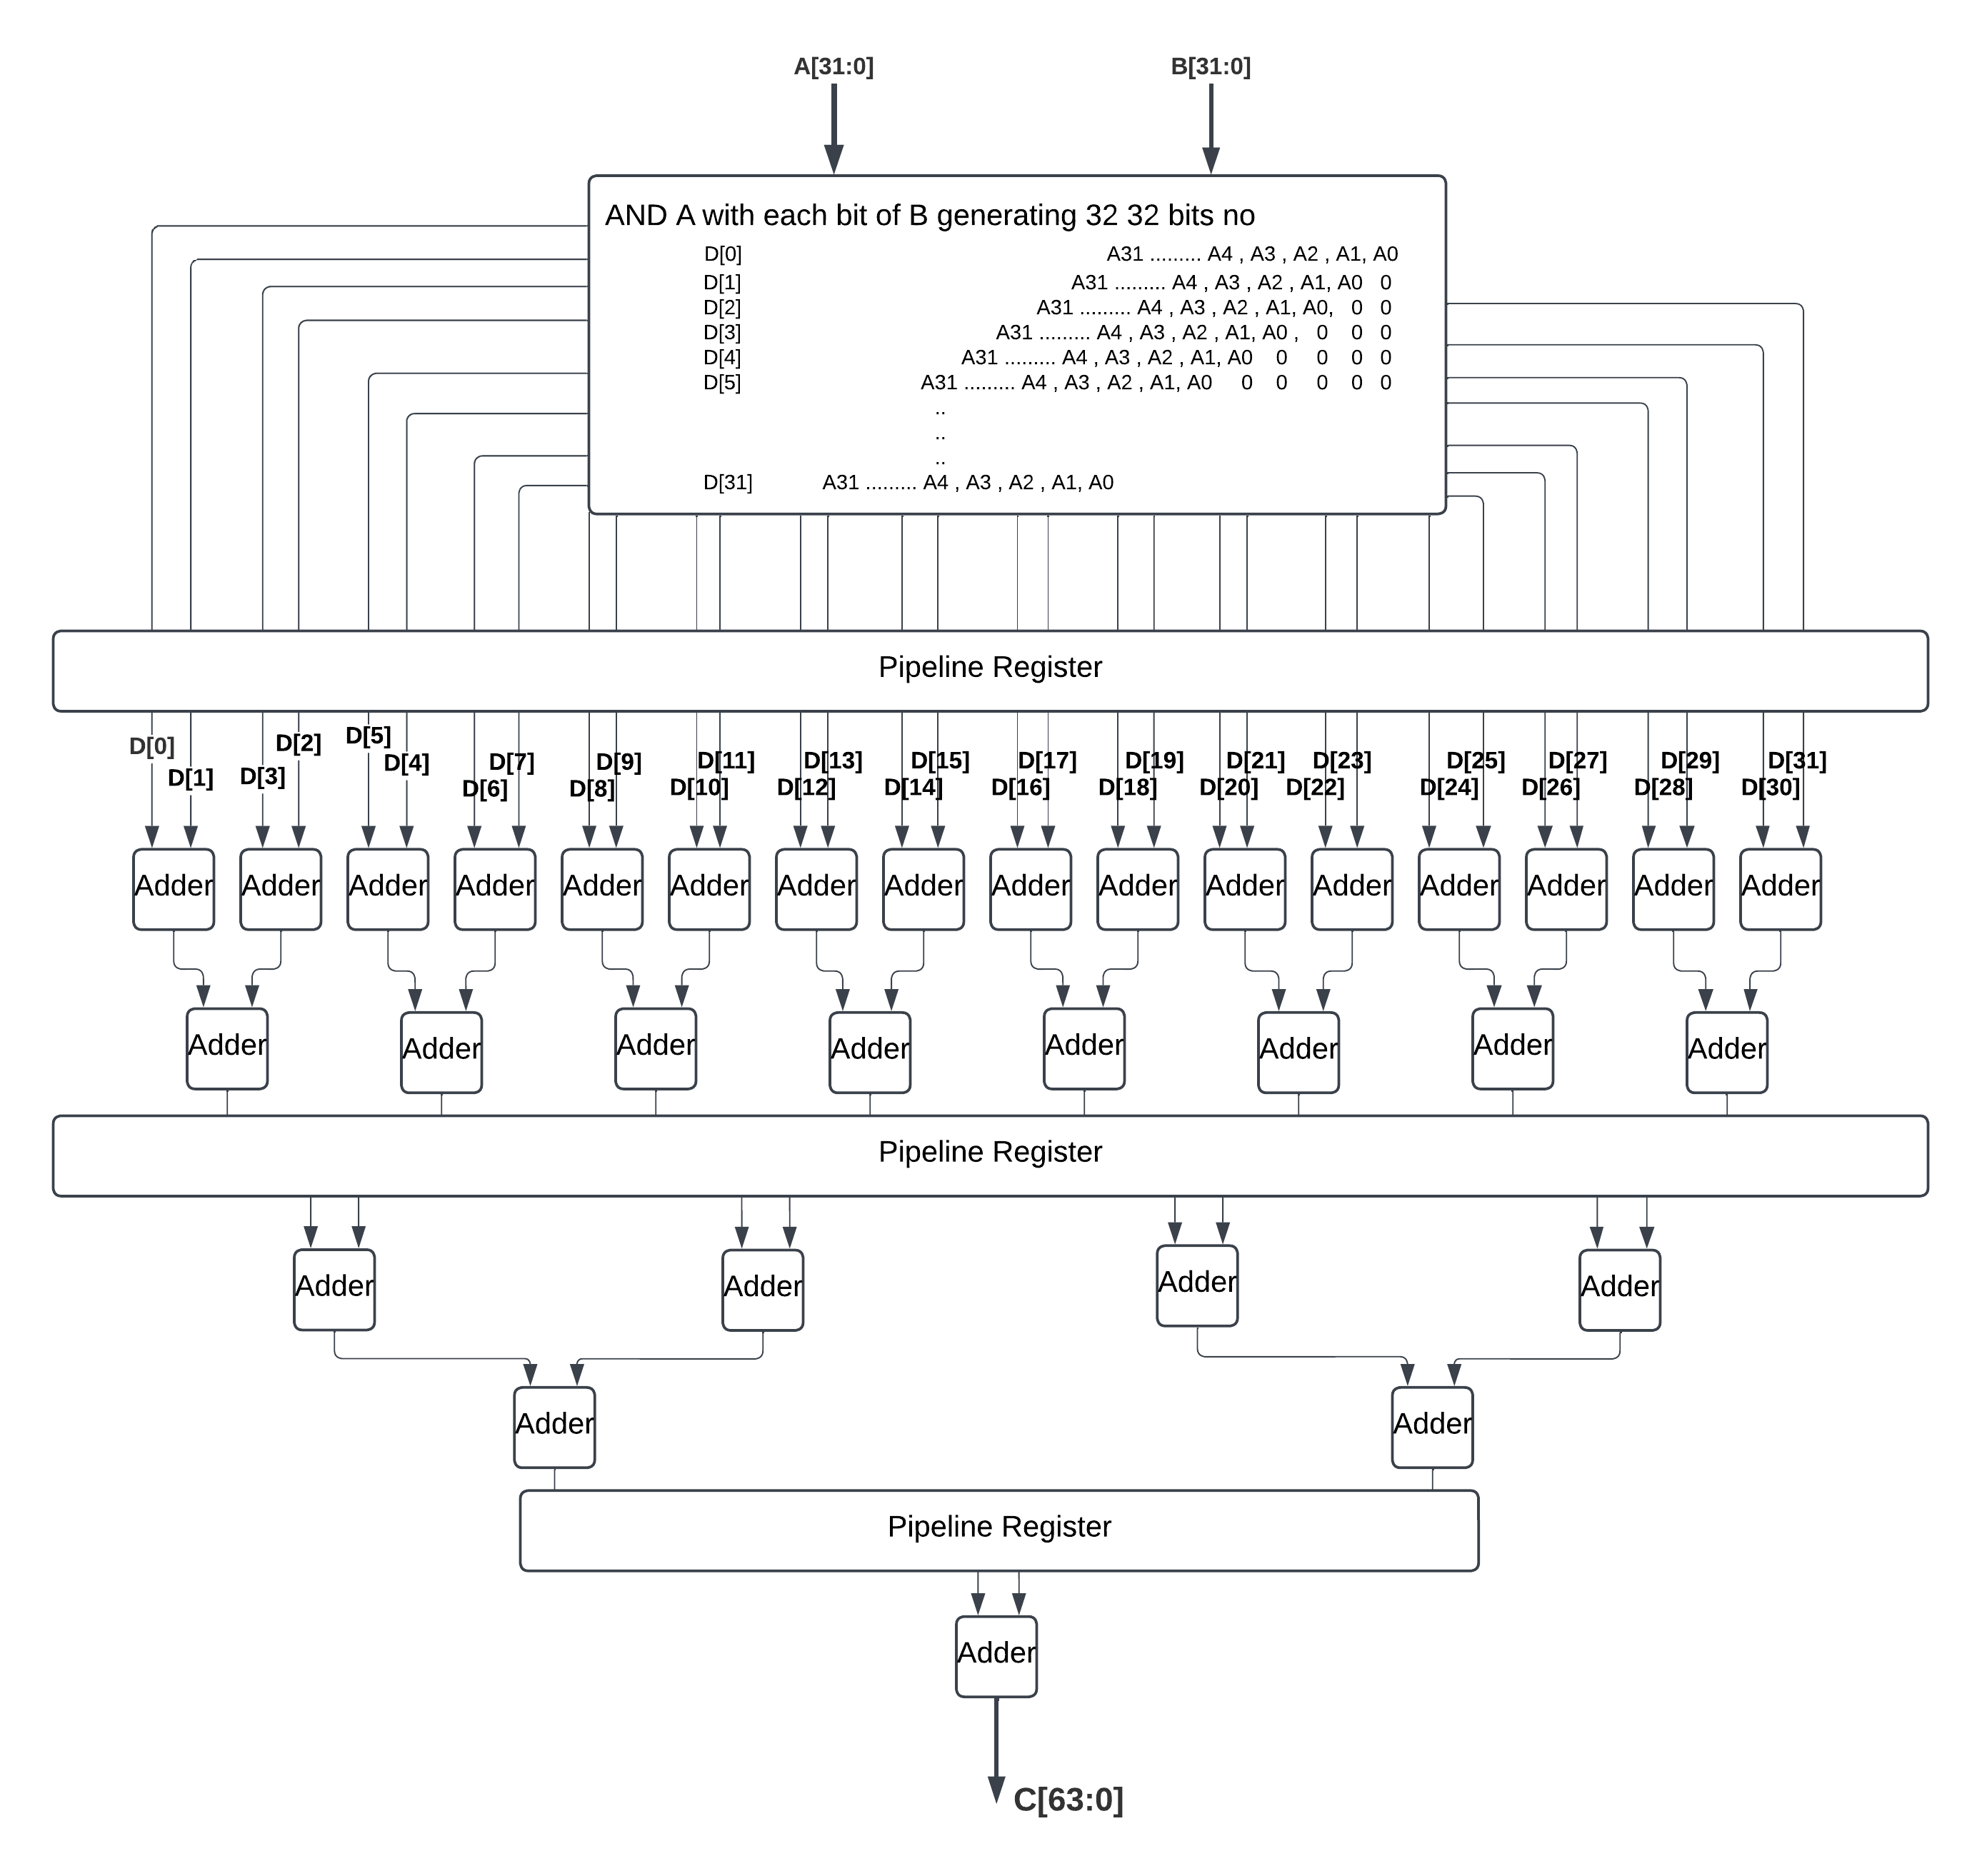 A[31:0] B[31:0]
AND A with each bit of B generating 32 32 bits no
D[0] A31 ......... A4 , A3 , A2 , A1, A0
D[1] A31 ......... A4 , A3 , A2 , A1, A0 0
D[2] A31 ......... A4 , A3 , A2 , A1, A0, 0 0
D[3] A31 ......... A4 , A3 , A2 , A1, A0 , 0 0 0
D[4] A31 ......... A4 , A3 , A2 , A1, A0 0 0 0 0
D[5] A31 ......... A4 , A3 , A2 , A1, A0 0 0 0 0 0
..
..
..
D[31] A31 ......... A4 , A3 , A2 , A1, A0
Pipeline Register
D[0] D[1] D[3] D[2] D[5] D[4] D[6] D[7] D[8] D[9] D[10] D[11] D[12] D[13] D[14] D[15] D[16] D[17] D[18] D[19] D[20] D[21] D[22] D[23] D[24] D[25] D[26] D[27] D[28] D[29] D[30] D[31]
Adder Adder Adder Adder Adder Adder Adder Adder Adder Adder Adder Adder Adder Adder Adder Adder
Adder Adder Adder Adder Adder Adder Adder Adder
Pipeline Register
Adder Adder Adder Adder
Adder Adder
Pipeline Register
Adder
C[63:0]